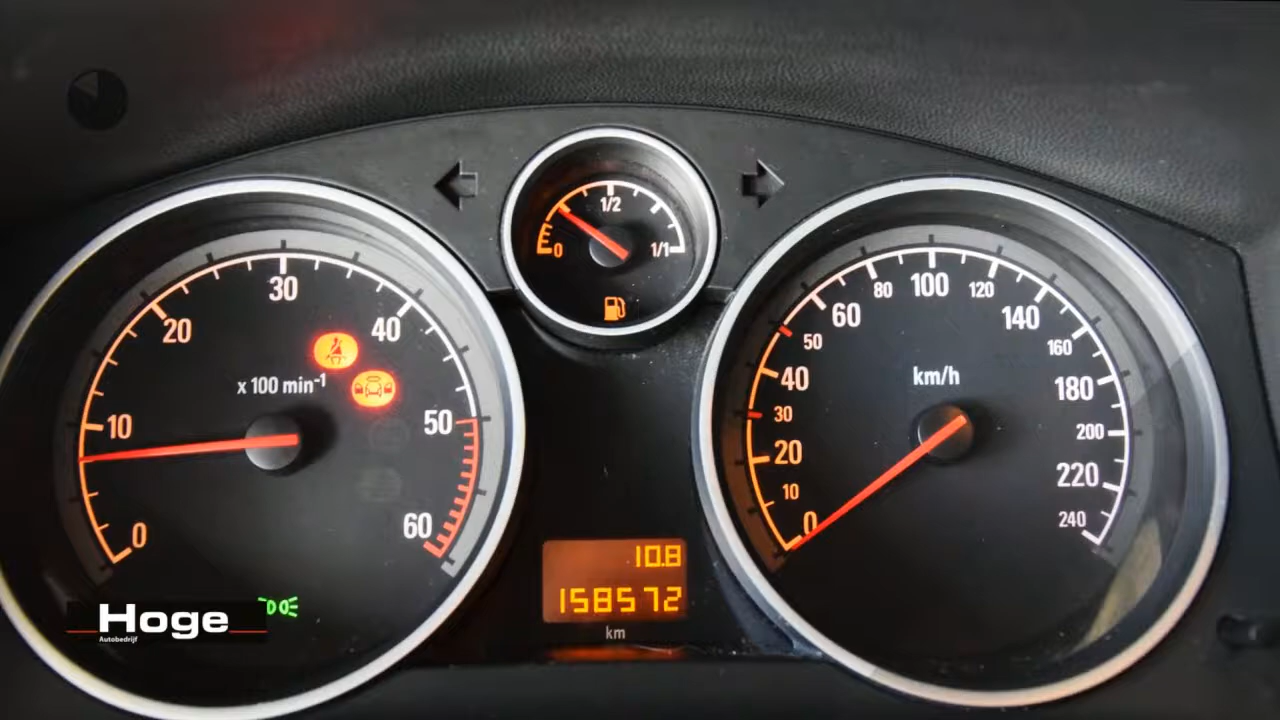 1/2
0 1/1
0 10 20 30 40 50 60
x 100 min⁻¹
0 10 20 30 40 50 60 80 100 120 140 160 180 200 220 240
km/h
10.8
158572
km
Hoge
Autobedrijf